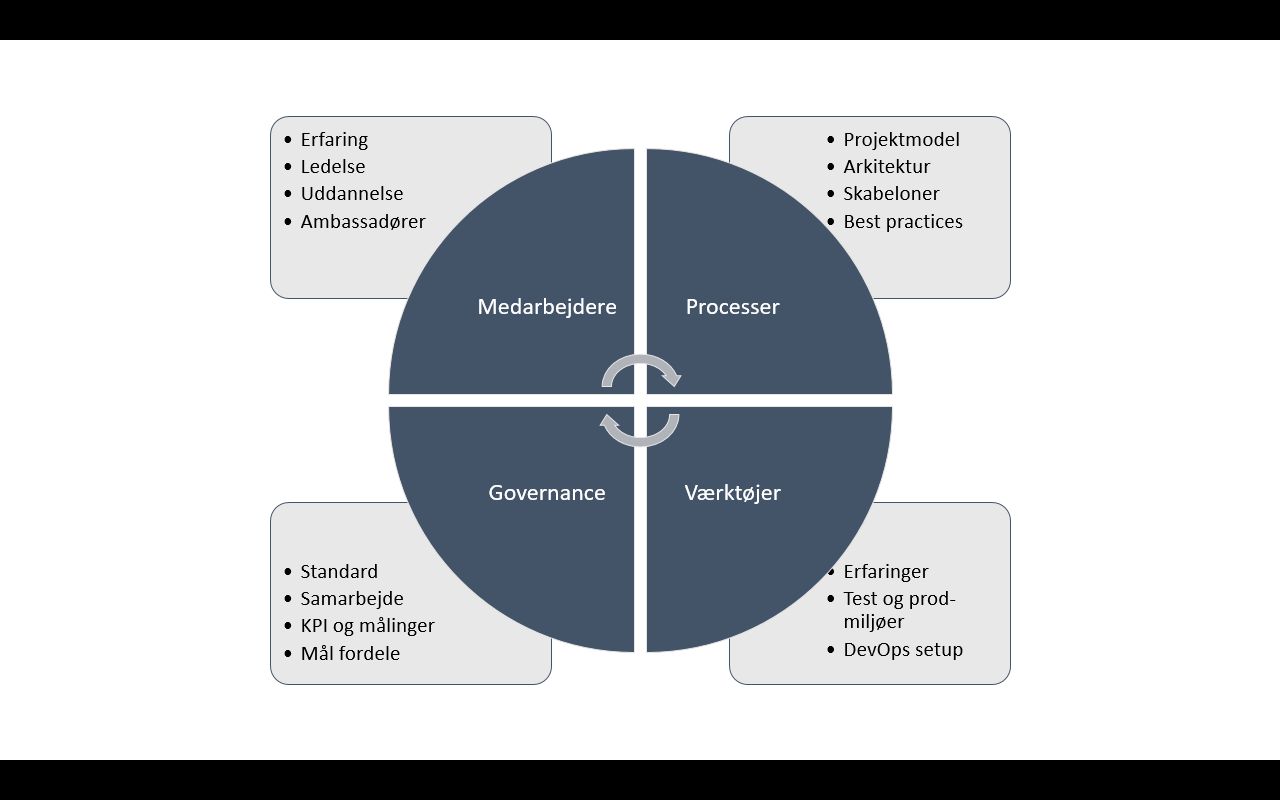 • Erfaring
• Ledelse
• Uddannelse
• Ambassadører
• Projektmodel
• Arkitektur
• Skabeloner
• Best practices
Medarbejdere
Processer
Governance
Værktøjer
• Standard
• Samarbejde
• KPI og målinger
• Mål fordele
• Erfaringer
• Test og prod-
miljøer
• DevOps setup